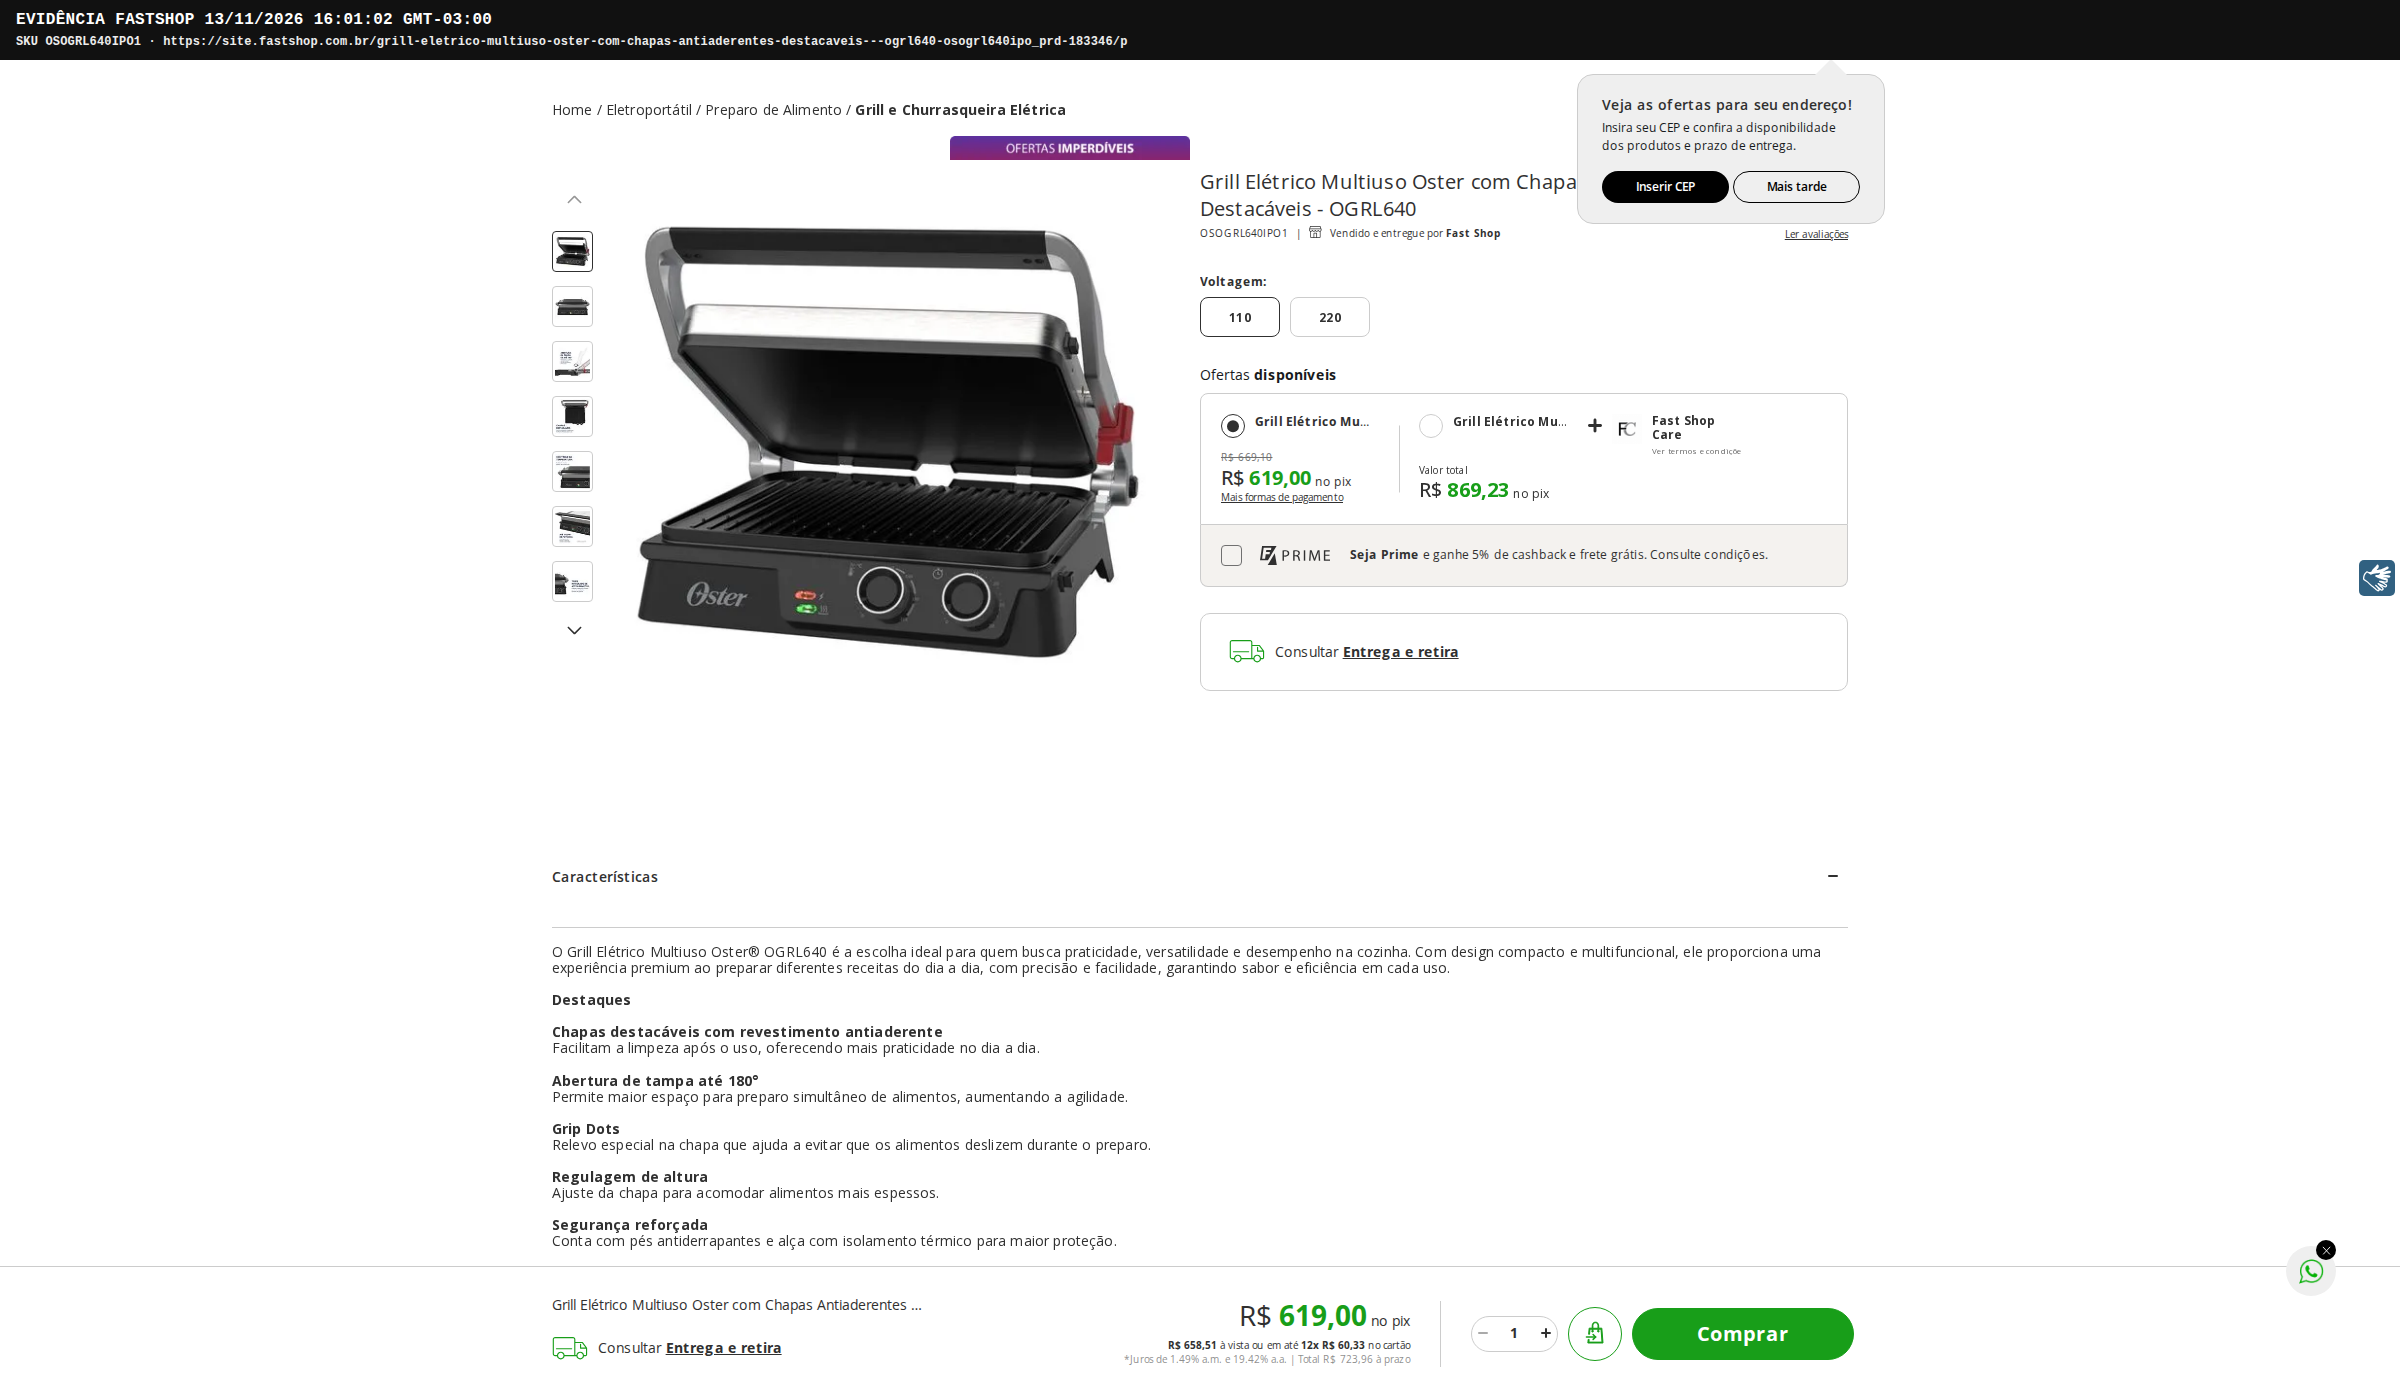 EVIDÊNCIA FASTSHOP 13/11/2026 16:01:02 GMT-03:00
SKU OSOGRL640IPO1 · https://site.fastshop.com.br/grill-eletrico-multiuso-oster-com-chapas-antiaderentes-destacaveis---ogrl640-osogrl640ipo_prd-183346/p
Home / Eletroportátil / Preparo de Alimento / Grill e Churrasqueira Elétrica
Veja as ofertas para seu endereço!
Insira seu CEP e confira a disponibilidade
dos produtos e prazo de entrega.
Inserir CEP
Mais tarde
OFERTAS IMPERDÍVEIS
Grill Elétrico Multiuso Oster com Chapa
Destacáveis - OGRL640
OSOGRL640IPO1 | Vendido e entregue por Fast Shop
Ler avaliações
Voltagem:
110
220
Ofertas disponíveis
Grill Elétrico Mu...
R$ 669,10
R$ 619,00 no pix
Mais formas de pagamento
Grill Elétrico Mu...
Valor total
R$ 869,23 no pix
+
FC
Fast Shop
Care
Ver termos e condiçõe
PRIME
Seja Prime e ganhe 5% de cashback e frete grátis. Consulte condições.
Oster
Consultar Entrega e retira
Características
O Grill Elétrico Multiuso Oster® OGRL640 é a escolha ideal para quem busca praticidade, versatilidade e desempenho na cozinha. Com design compacto e multifuncional, ele proporciona uma
experiência premium ao preparar diferentes receitas do dia a dia, com precisão e facilidade, garantindo sabor e eficiência em cada uso.
Destaques
Chapas destacáveis com revestimento antiaderente
Facilitam a limpeza após o uso, oferecendo mais praticidade no dia a dia.
Abertura de tampa até 180°
Permite maior espaço para preparo simultâneo de alimentos, aumentando a agilidade.
Grip Dots
Relevo especial na chapa que ajuda a evitar que os alimentos deslizem durante o preparo.
Regulagem de altura
Ajuste da chapa para acomodar alimentos mais espessos.
Segurança reforçada
Conta com pés antiderrapantes e alça com isolamento térmico para maior proteção.
Grill Elétrico Multiuso Oster com Chapas Antiaderentes ...
Consultar Entrega e retira
R$ 619,00 no pix
R$ 658,51 à vista ou em até 12x R$ 60,33 no cartão
*Juros de 1.49% a.m. e 19.42% a.a. | Total R$ 723,96 à prazo
1
Comprar